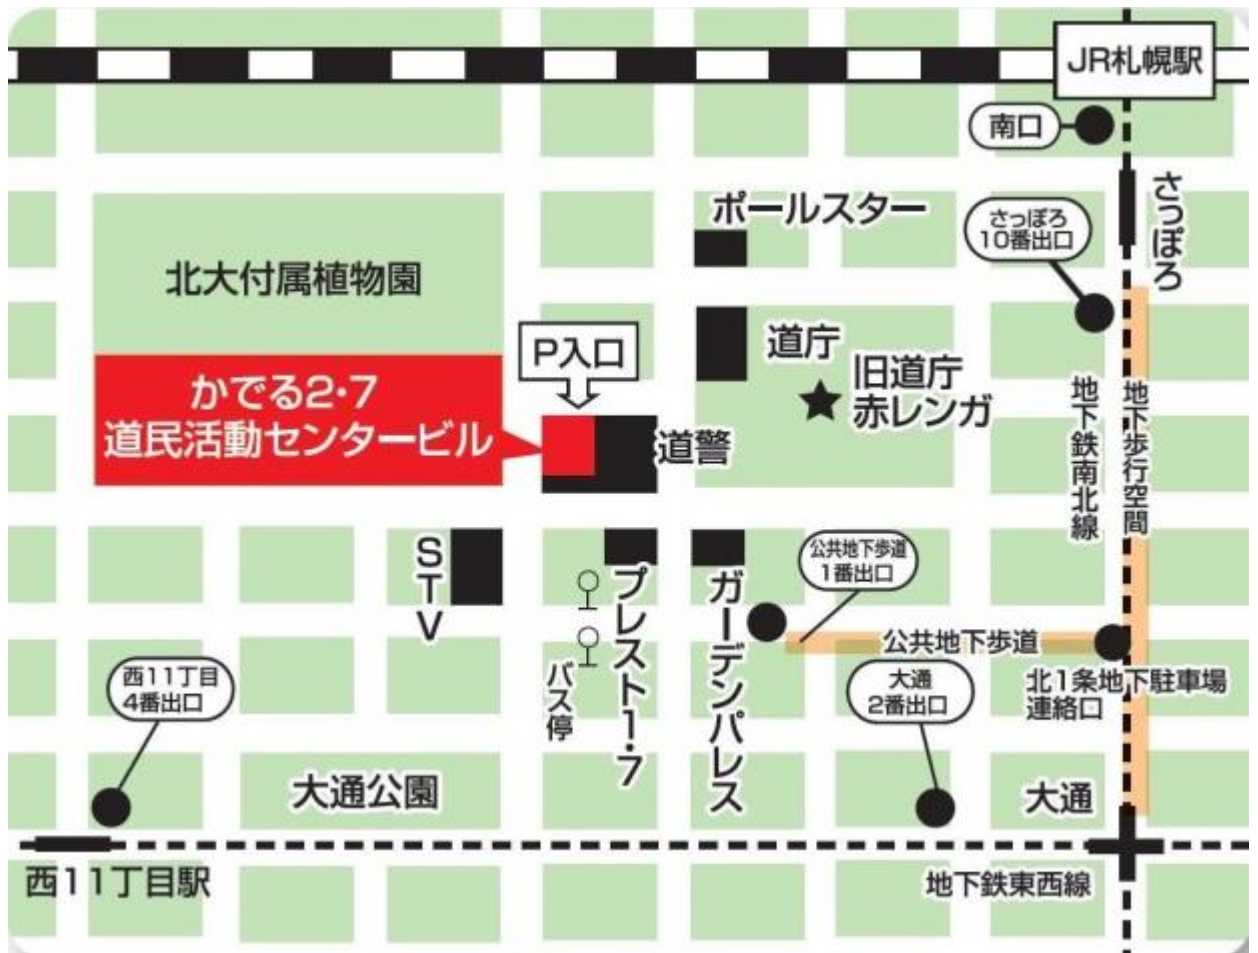 JR札幌駅
南口
さっぽろ
さっぽろ
10番出口
ポールスター
北大付属植物園
P入口
道庁
旧道庁
赤レンガ
かでる2・7
道民活動センタービル
道警
地下鉄南北線
地下歩行空間
STV
プレスト1・7
ガーデンパレス
公共地下歩道
1番出口
公共地下歩道
バス停
西11丁目
4番出口
大通
2番出口
北1条地下駐車場
連絡口
大通公園
大通
西11丁目駅
地下鉄東西線